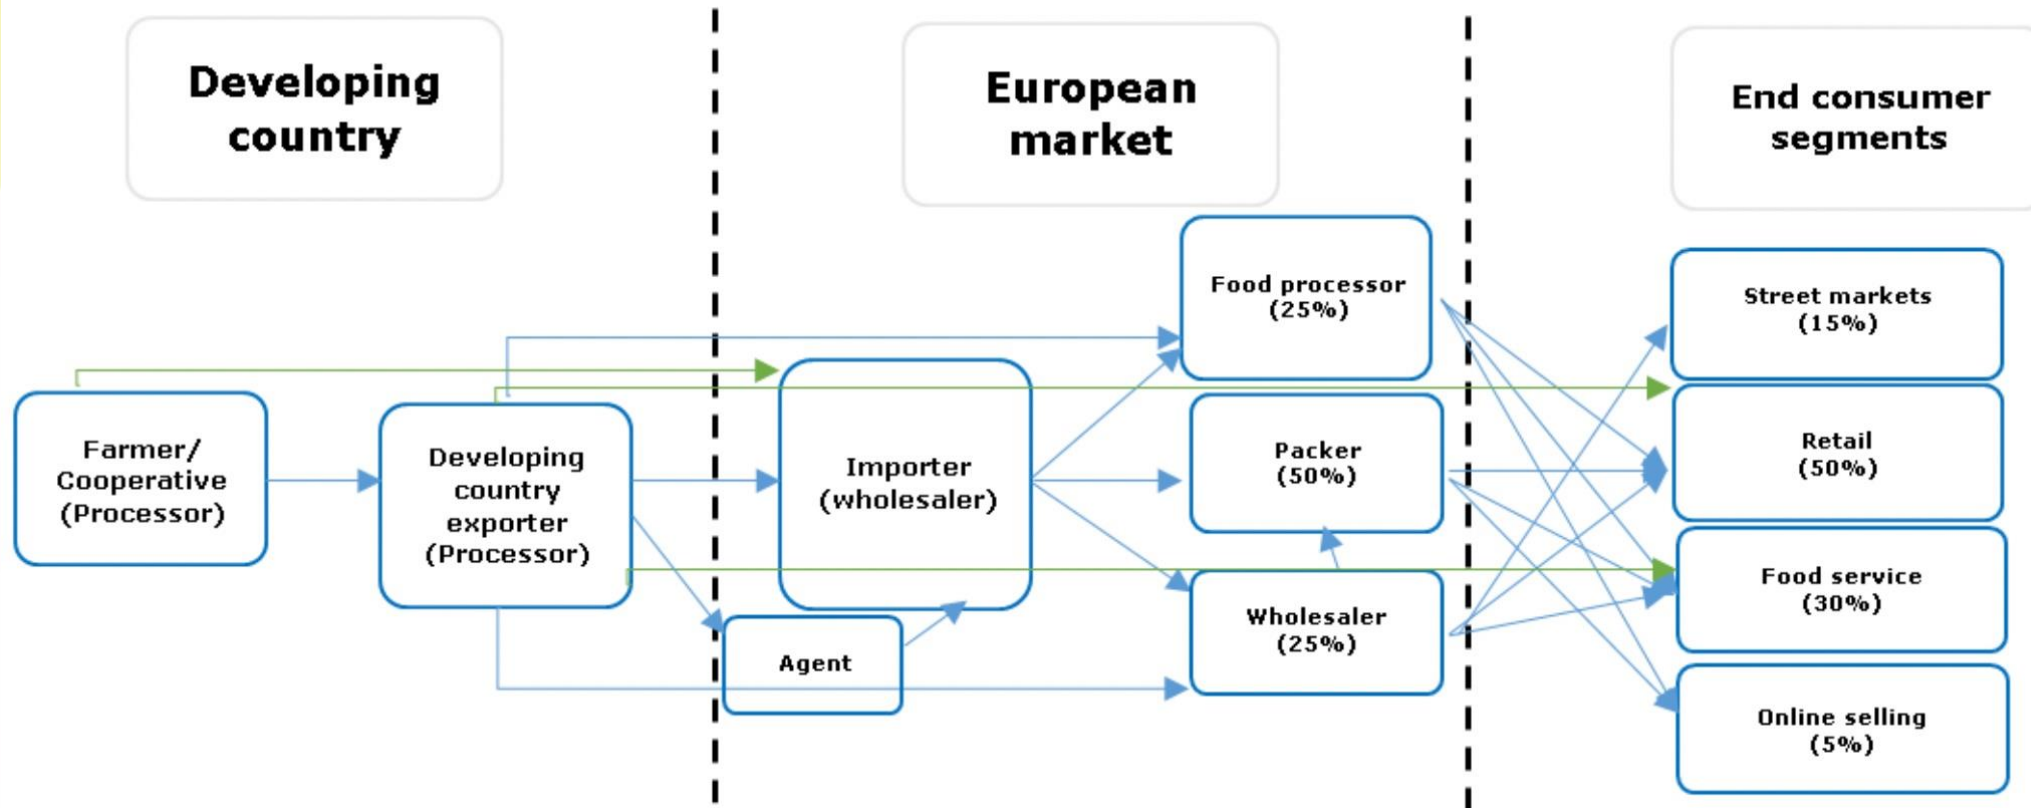 Developing
country
European
market
End consumer
segments
Farmer/
Cooperative
(Processor)
Developing
country
exporter
(Processor)
Importer
(wholesaler)
Agent
Food processor
(25%)
Packer
(50%)
Wholesaler
(25%)
Street markets
(15%)
Retail
(50%)
Food service
(30%)
Online selling
(5%)